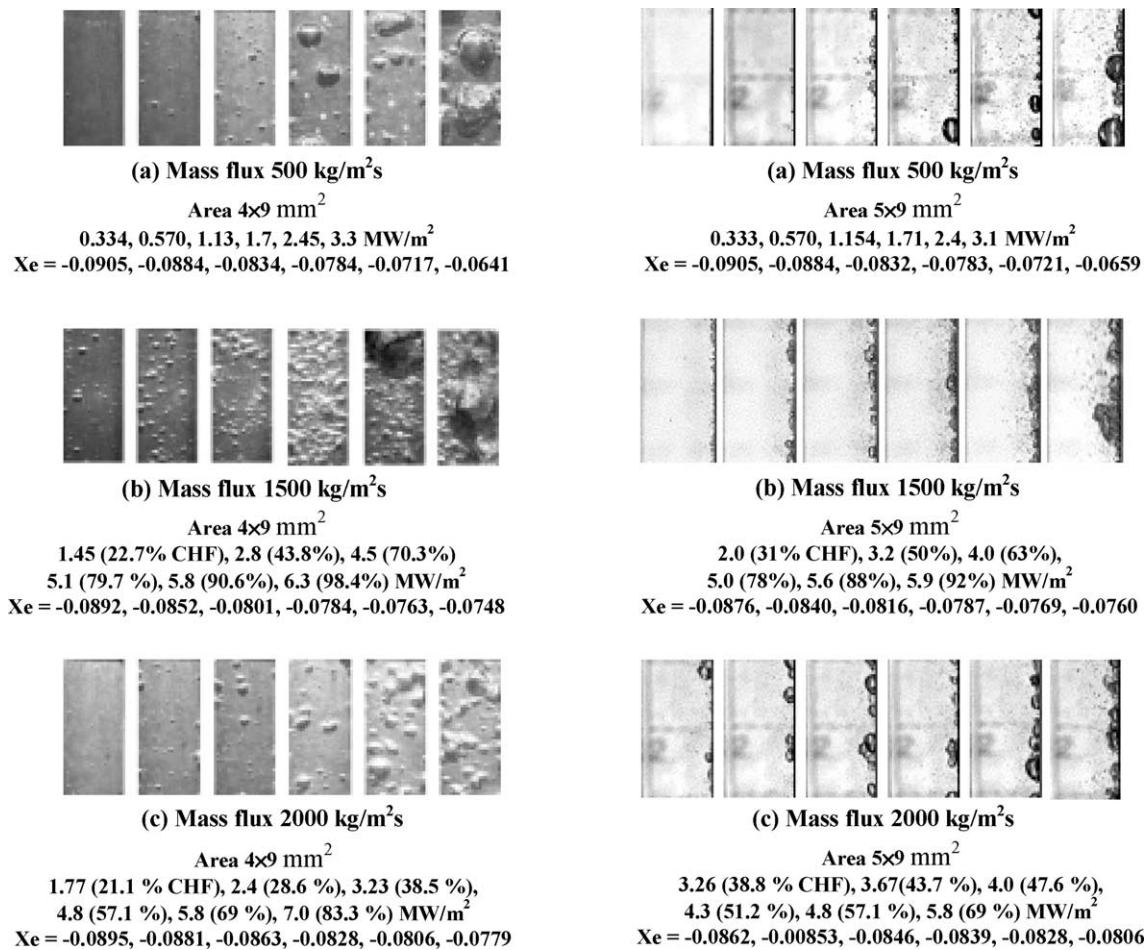 (a) Mass flux 500 kg/m²s
Area 4×9 mm²
0.334, 0.570, 1.13, 1.7, 2.45, 3.3 MW/m²
Xe = -0.0905, -0.0884, -0.0834, -0.0784, -0.0717, -0.0641
(b) Mass flux 1500 kg/m²s
Area 4×9 mm²
1.45 (22.7% CHF), 2.8 (43.8%), 4.5 (70.3%)
5.1 (79.7 %), 5.8 (90.6%), 6.3 (98.4%) MW/m²
Xe = -0.0892, -0.0852, -0.0801, -0.0784, -0.0763, -0.0748
(c) Mass flux 2000 kg/m²s
Area 4×9 mm²
1.77 (21.1 % CHF), 2.4 (28.6 %), 3.23 (38.5 %),
4.8 (57.1 %), 5.8 (69 %), 7.0 (83.3 %) MW/m²
Xe = -0.0895, -0.0881, -0.0863, -0.0828, -0.0806, -0.0779
(a) Mass flux 500 kg/m²s
Area 5×9 mm²
0.333, 0.570, 1.154, 1.71, 2.4, 3.1 MW/m²
Xe = -0.0905, -0.0884, -0.0832, -0.0783, -0.0721, -0.0659
(b) Mass flux 1500 kg/m²s
Area 5×9 mm²
2.0 (31% CHF), 3.2 (50%), 4.0 (63%),
5.0 (78%), 5.6 (88%), 5.9 (92%) MW/m²
Xe = -0.0876, -0.0840, -0.0816, -0.0787, -0.0769, -0.0760
(c) Mass flux 2000 kg/m²s
Area 5×9 mm²
3.26 (38.8 % CHF), 3.67(43.7 %), 4.0 (47.6 %),
4.3 (51.2 %), 4.8 (57.1 %), 5.8 (69 %) MW/m²
Xe = -0.0862, -0.00853, -0.0846, -0.0839, -0.0828, -0.0806